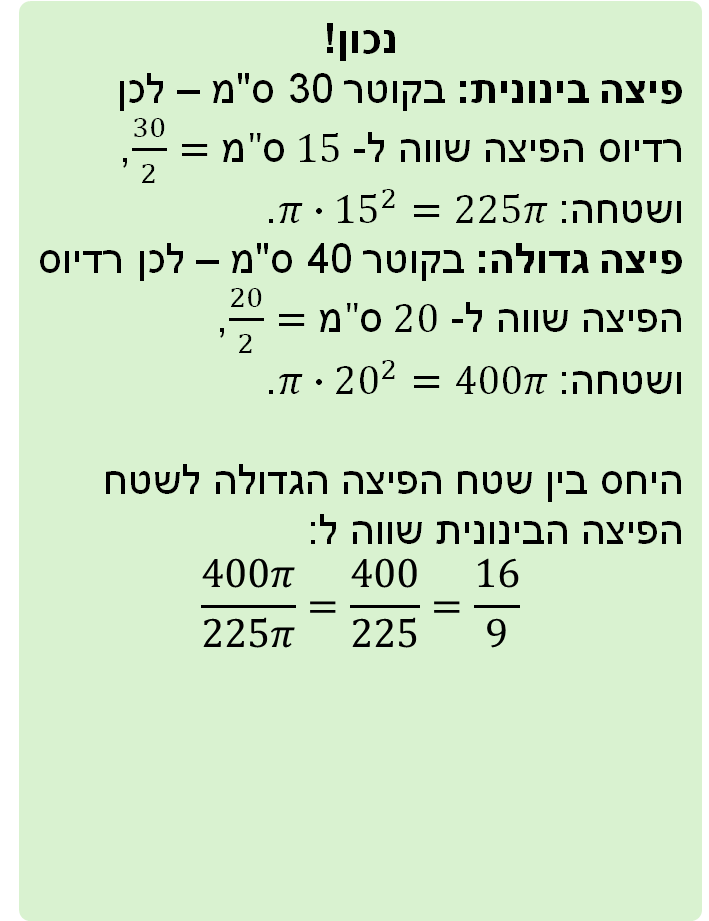 נכון!
פיצה בינונית: בקוטר 30 ס"מ – לכן
רדיוס הפיצה שווה ל- 15 ס"מ = 30/2,
ושטחה: π · 15² = 225π.
פיצה גדולה: בקוטר 40 ס"מ – לכן רדיוס
הפיצה שווה ל- 20 ס"מ = 20/2,
ושטחה: π · 20² = 400π.
היחס בין שטח הפיצה הגדולה לשטח
הפיצה הבינונית שווה ל:
400π/225π = 400/225 = 16/9